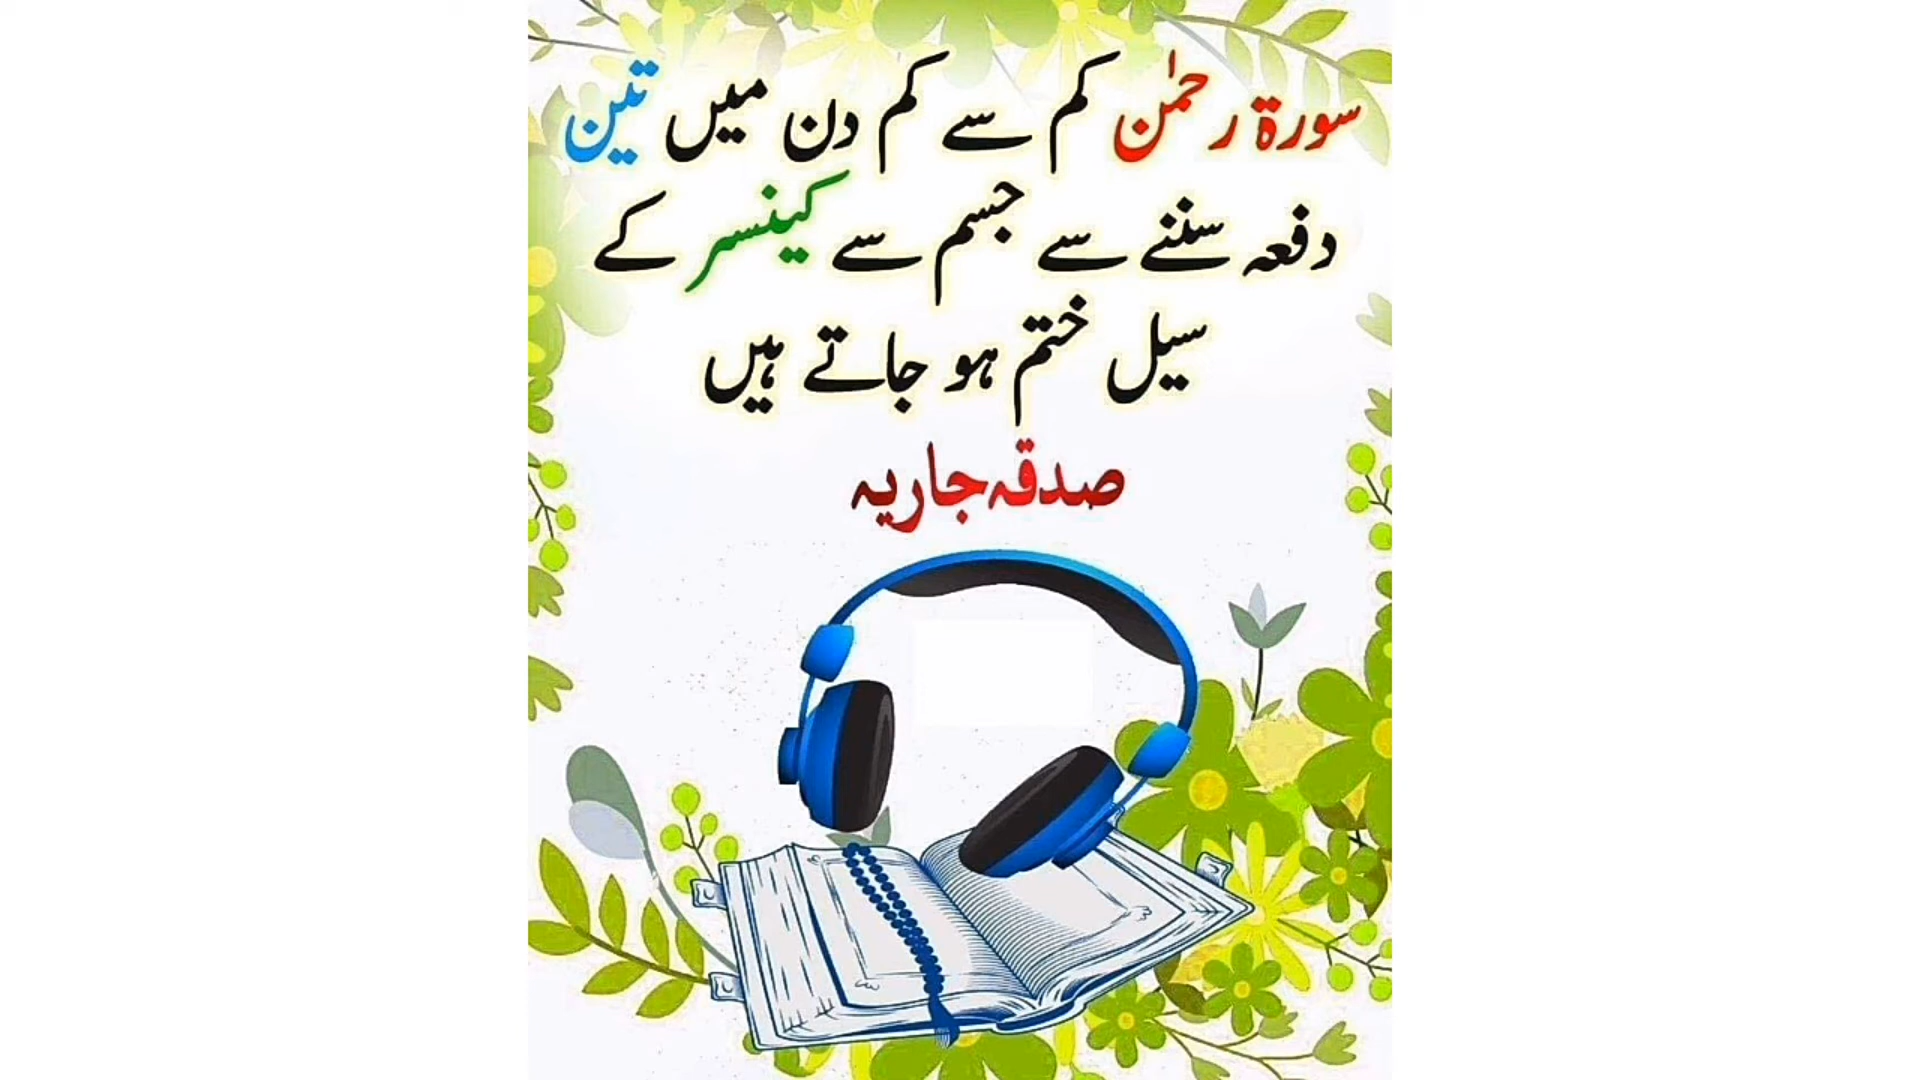 سورۃ رحمٰن کم سے کم دن میں تین
دفعہ سننے سے جسم سے کینسر کے
سیل ختم ہو جاتے ہیں
صدقہ جاریہ